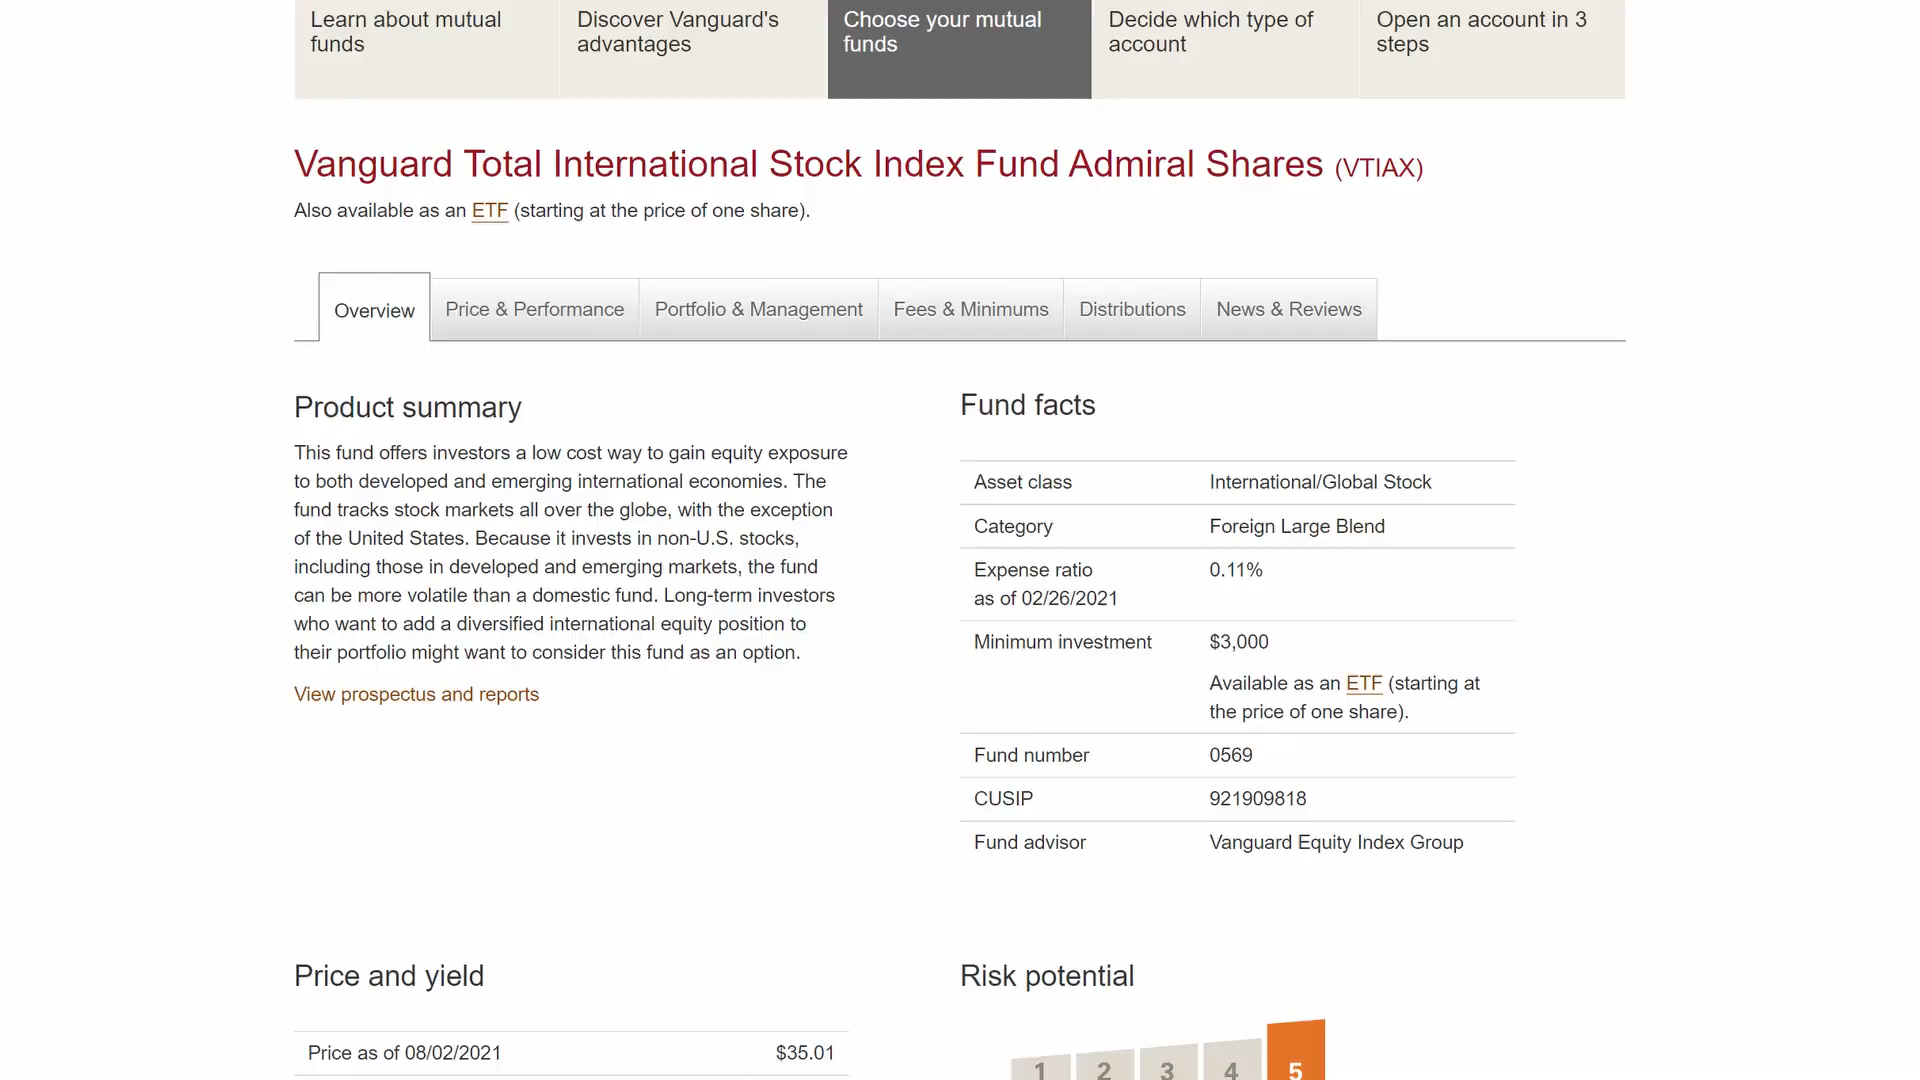 Learn about mutual
funds
Discover Vanguard's
advantages
Choose your mutual
funds
Decide which type of
account
Open an account in 3
steps
Vanguard Total International Stock Index Fund Admiral Shares (VTIAX)
Also available as an ETF (starting at the price of one share).
Overview
Price & Performance
Portfolio & Management
Fees & Minimums
Distributions
News & Reviews
Product summary
This fund offers investors a low cost way to gain equity exposure
to both developed and emerging international economies. The
fund tracks stock markets all over the globe, with the exception
of the United States. Because it invests in non-U.S. stocks,
including those in developed and emerging markets, the fund
can be more volatile than a domestic fund. Long-term investors
who want to add a diversified international equity position to
their portfolio might want to consider this fund as an option.
View prospectus and reports
Fund facts
Asset class International/Global Stock
Category Foreign Large Blend
Expense ratio 0.11%
as of 02/26/2021
Minimum investment $3,000
Available as an ETF (starting at
the price of one share).
Fund number 0569
CUSIP 921909818
Fund advisor Vanguard Equity Index Group
Price and yield
Price as of 08/02/2021 $35.01
Risk potential
1 2 3 4 5